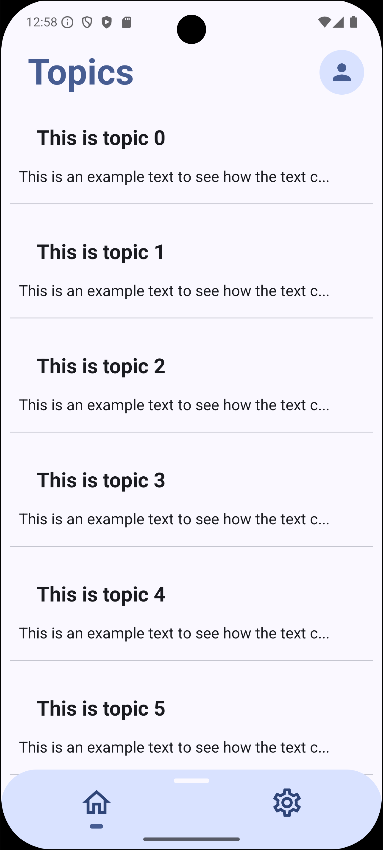 12:58
Topics
This is topic 0
This is an example text to see how the text c...
This is topic 1
This is an example text to see how the text c...
This is topic 2
This is an example text to see how the text c...
This is topic 3
This is an example text to see how the text c...
This is topic 4
This is an example text to see how the text c...
This is topic 5
This is an example text to see how the text c...